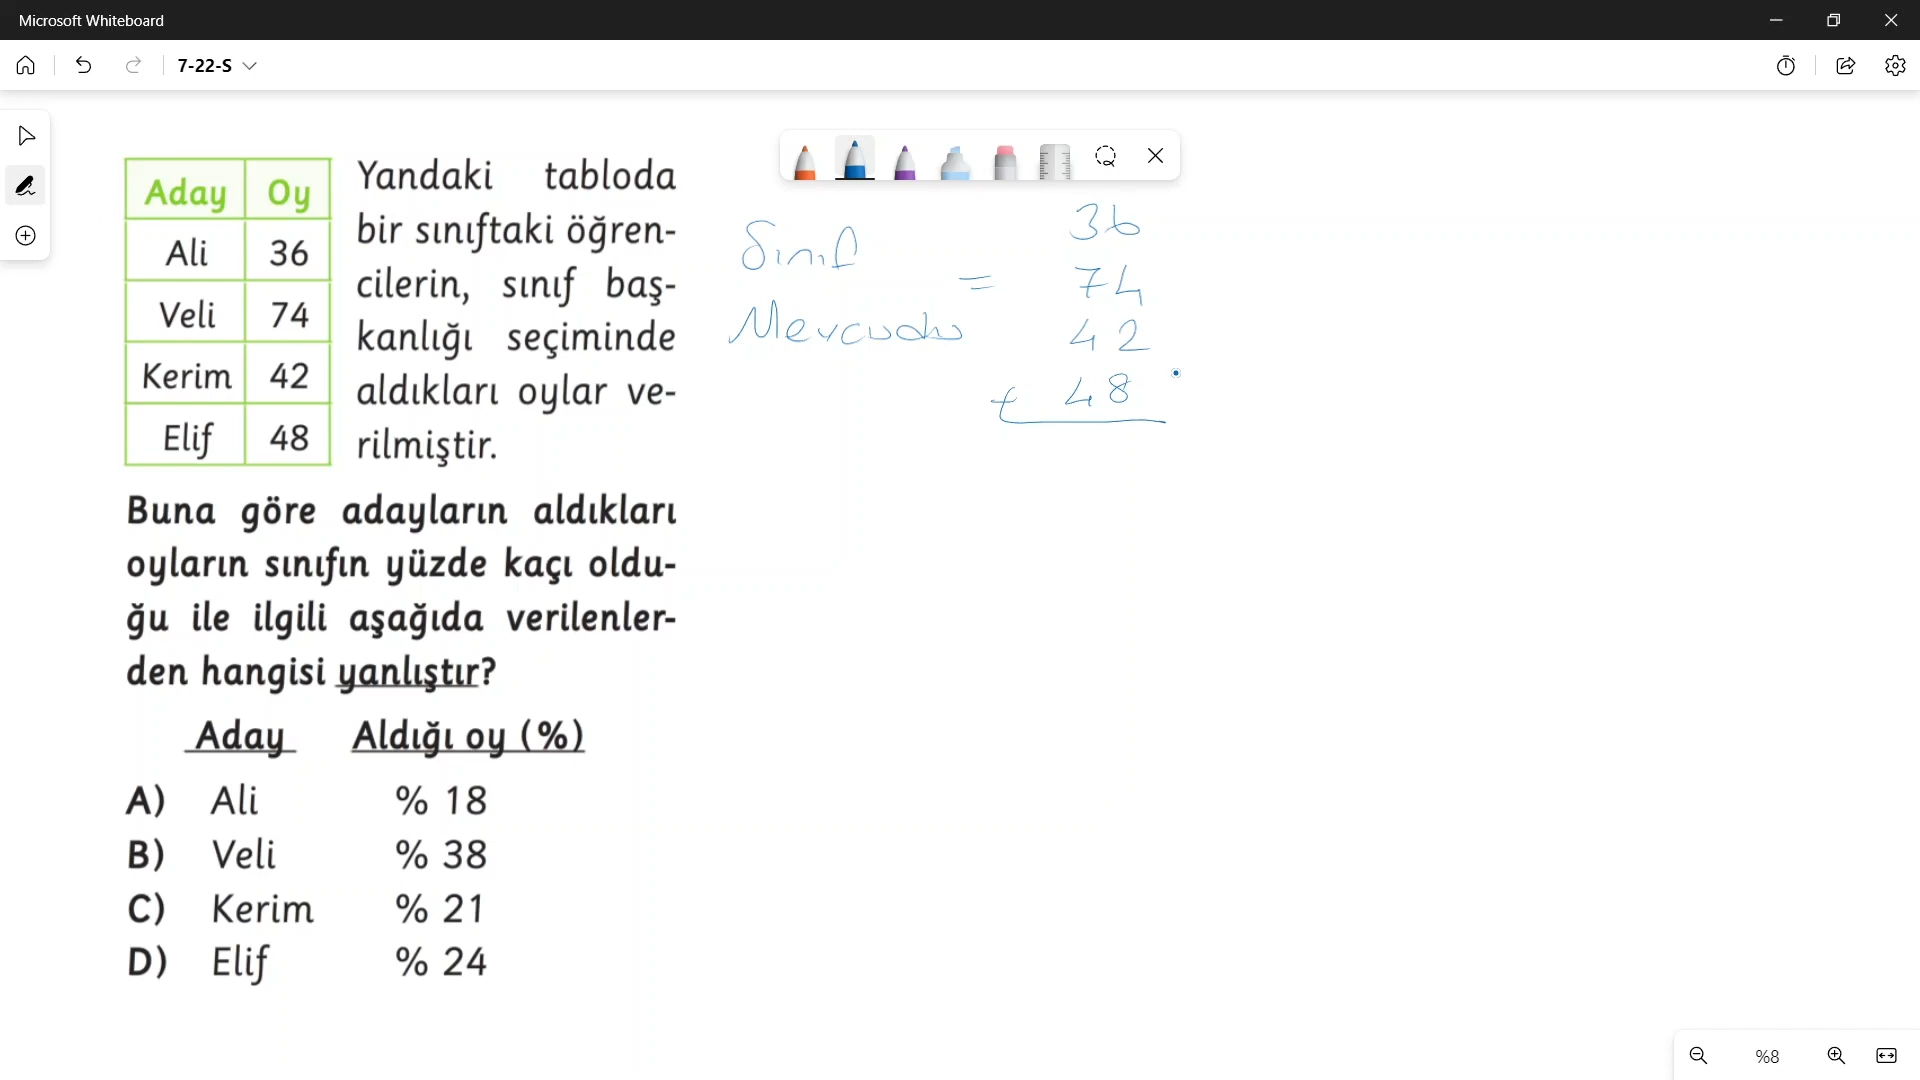 Microsoft Whiteboard
7-22-S
Aday Oy
Ali 36
Veli 74
Kerim 42
Elif 48
Yandaki tabloda
bir sınıftaki öğren-
cilerin, sınıf baş-
kanlığı seçiminde
aldıkları oylar ve-
rilmiştir.
Buna göre adayların aldıkları
oyların sınıfın yüzde kaçı oldu-
ğu ile ilgili aşağıda verilenler-
den hangisi yanlıştır?
Aday Aldığı oy (%)
A) Ali % 18
B) Veli % 38
C) Kerim % 21
D) Elif % 24
Sınıf
Mevcudu
=
36
74
42
+ 48
%8